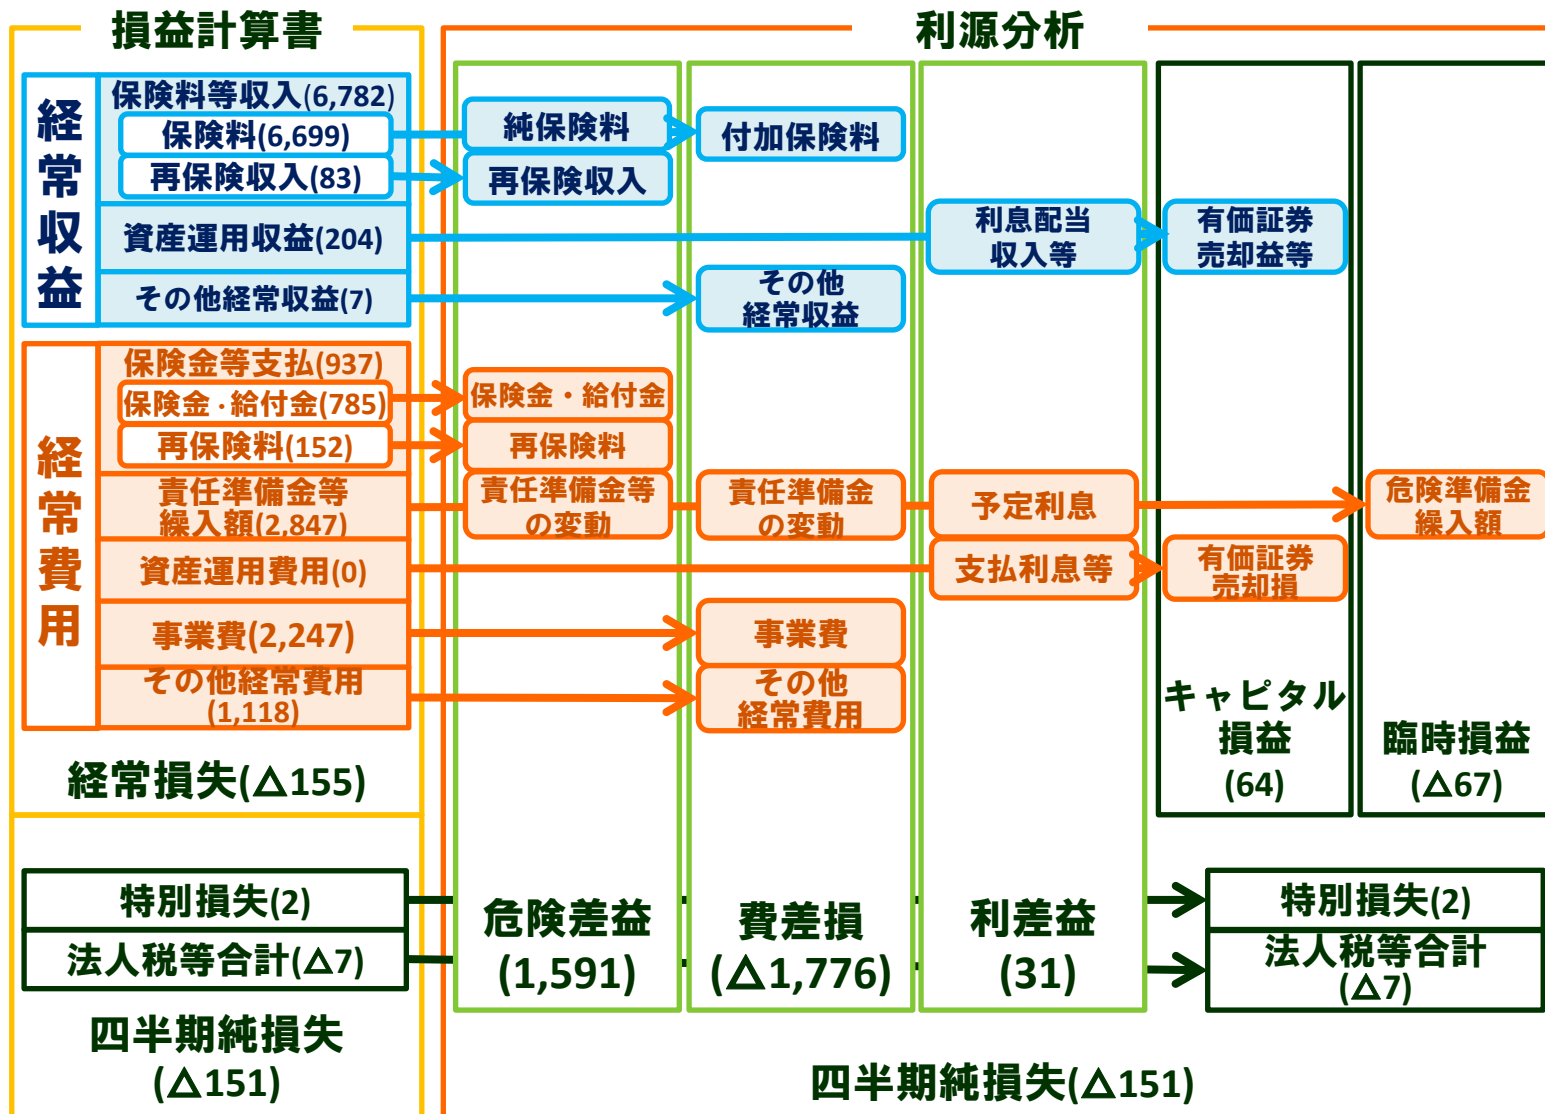 損益計算書
利源分析
経常収益
保険料等収入(6,782)
保険料(6,699)
再保険収入(83)
資産運用収益(204)
その他経常収益(7)
純保険料
再保険収入
付加保険料
その他
経常収益
利息配当
収入等
有価証券
売却益等
経常費用
保険金等支払(937)
保険金・給付金(785)
再保険料(152)
責任準備金等
繰入額(2,847)
資産運用費用(0)
事業費(2,247)
その他経常費用
(1,118)
保険金・給付金
再保険料
責任準備金等
の変動
責任準備金
の変動
予定利息
危険準備金
繰入額
支払利息等
有価証券
売却損
事業費
その他
経常費用
経常損失(△155)
キャピタル
損益
(64)
臨時損益
(△67)
特別損失(2)
法人税等合計(△7)
危険差益
(1,591)
費差損
(△1,776)
利差益
(31)
特別損失(2)
法人税等合計
(△7)
四半期純損失
(△151)
四半期純損失(△151)